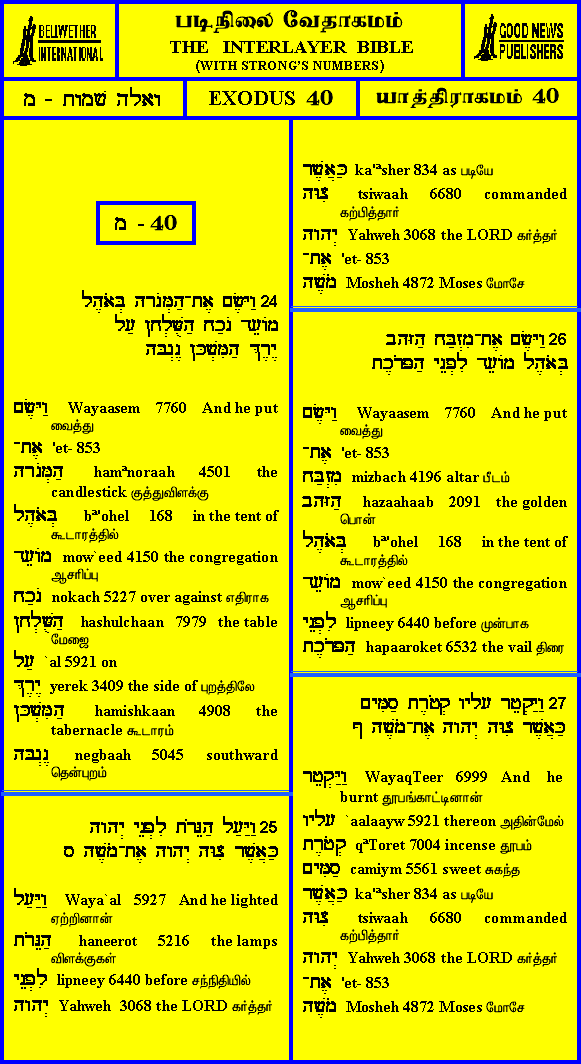 BELLWETHER
INTERNATIONAL
படிநிலை வேதாகமம்
THE INTERLAYER BIBLE
(WITH STRONG'S NUMBERS)
GOOD NEWS
PUBLISHERS
ואלה שמות - מ
EXODUS 40
யாத்திராகமம் 40
מ - 40
24 וַיָּשֶׂם אֶת־הַמְּנֹרָה בְּאֹהֶל
מוֹעֵד נֹכַח הַשֻּׁלְחָן עַל
יֶרֶךְ הַמִּשְׁכָּן נֶגְבָּה
וַיָּשֶׂם Wayaasem 7760 And he put
வைத்து
אֶת־ 'et- 853
הַמְּנֹרָה hamᵊnoraah 4501 the
candlestick குத்துவிளக்கு
בְּאֹהֶל bᵊ'ohel 168 in the tent of
கூடாரத்தில்
מוֹעֵד mow`eed 4150 the congregation
ஆசரிப்பு
נֹכַח nokach 5227 over against எதிராக
הַשֻּׁלְחָן hashulchaan 7979 the table
மேஜை
עַל `al 5921 on
יֶרֶךְ yerek 3409 the side of புறத்திலே
הַמִּשְׁכָּן hamishkaan 4908 the
tabernacle கூடாரம்
נֶגְבָּה negbaah 5045 southward
தென்புறம்
25 וַיַּעַל הַנֵּרֹת לִפְנֵי יְהוָה
כַּאֲשֶׁר צִוָּה יְהוָה אֶת־מֹשֶׁה ס
וַיַּעַל Waya`al 5927 And he lighted
ஏற்றினான்
הַנֵּרֹת haneerot 5216 the lamps
விளக்குகள்
לִפְנֵי lipneey 6440 before சந்நிதியில்
יְהוָה Yahweh 3068 the LORD கர்த்தர்
כַּאֲשֶׁר ka'ᵃsher 834 as படியே
צִוָּה tsiwaah 6680 commanded
கற்பித்தார்
יְהוָה Yahweh 3068 the LORD கர்த்தர்
אֶת־ 'et- 853
מֹשֶׁה Mosheh 4872 Moses மோசே
26 וַיָּשֶׂם אֶת־מִזְבַּח הַזָּהָב
בְּאֹהֶל מוֹעֵד לִפְנֵי הַפָּרֹכֶת
וַיָּשֶׂם Wayaasem 7760 And he put
வைத்து
אֶת־ 'et- 853
מִזְבַּח mizbach 4196 altar பீடம்
הַזָּהָב hazaahaab 2091 the golden
பொன்
בְּאֹהֶל bᵊ'ohel 168 in the tent of
கூடாரத்தில்
מוֹעֵד mow`eed 4150 the congregation
ஆசரிப்பு
לִפְנֵי lipneey 6440 before முன்பாக
הַפָּרֹכֶת hapaaroket 6532 the vail திரை
27 וַיַּקְטֵר עָלָיו קְטֹרֶת סַמִּים
כַּאֲשֶׁר צִוָּה יְהוָה אֶת־מֹשֶׁה ף
וַיַּקְטֵר WayaqTeer 6999 And he
burnt தூபங்காட்டினான்
עָלָיו `aalaayw 5921 thereon அதின்மேல்
קְטֹרֶת qᵊToret 7004 incense தூபம்
סַמִּים camiym 5561 sweet சுகந்த
כַּאֲשֶׁר ka'ᵃsher 834 as படியே
צִוָּה tsiwaah 6680 commanded
கற்பித்தார்
יְהוָה Yahweh 3068 the LORD கர்த்தர்
אֶת־ 'et- 853
מֹשֶׁה Mosheh 4872 Moses மோசே